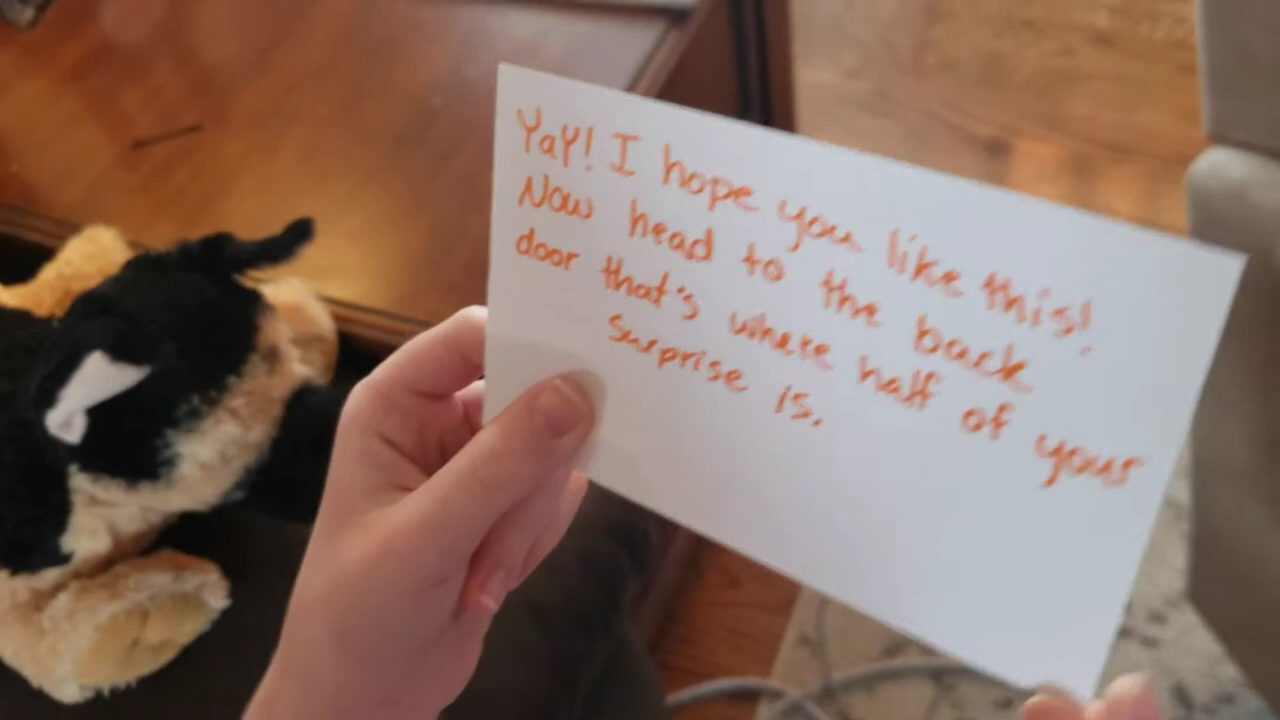 YaY! I hope you like this!
Now head to the back
door that's where half of your
surprise is.